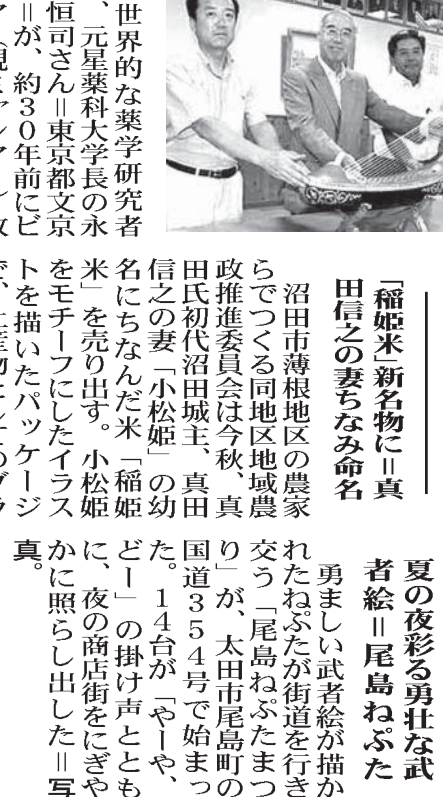 世界的な薬学研究者
、元星薬科大学長の永
恒司さん＝東京都文京
＝が、約３０年前にビ
「稲姫米」新名物に＝真
田信之の妻ちなみ命名
沼田市薄根地区の農家
らでつくる同地区地域農
政推進委員会は今秋、真
田氏初代沼田城主、真田
信之の妻「小松姫」の幼
名にちなんだ米「稲姫
米」を売り出す。小松姫
をモチーフにしたイラス
トを描いたパッケージ
夏の夜彩る勇壮な武
者絵＝尾島ねぷた
勇ましい武者絵が描か
れたねぷたが街道を行き
交う「尾島ねぷたまつ
り」が、太田市尾島町の
国道３５４号で始まっ
た。１４台が「やーや、
どー」の掛け声ととも
に、夜の商店街をにぎや
かに照らし出した＝写
真。